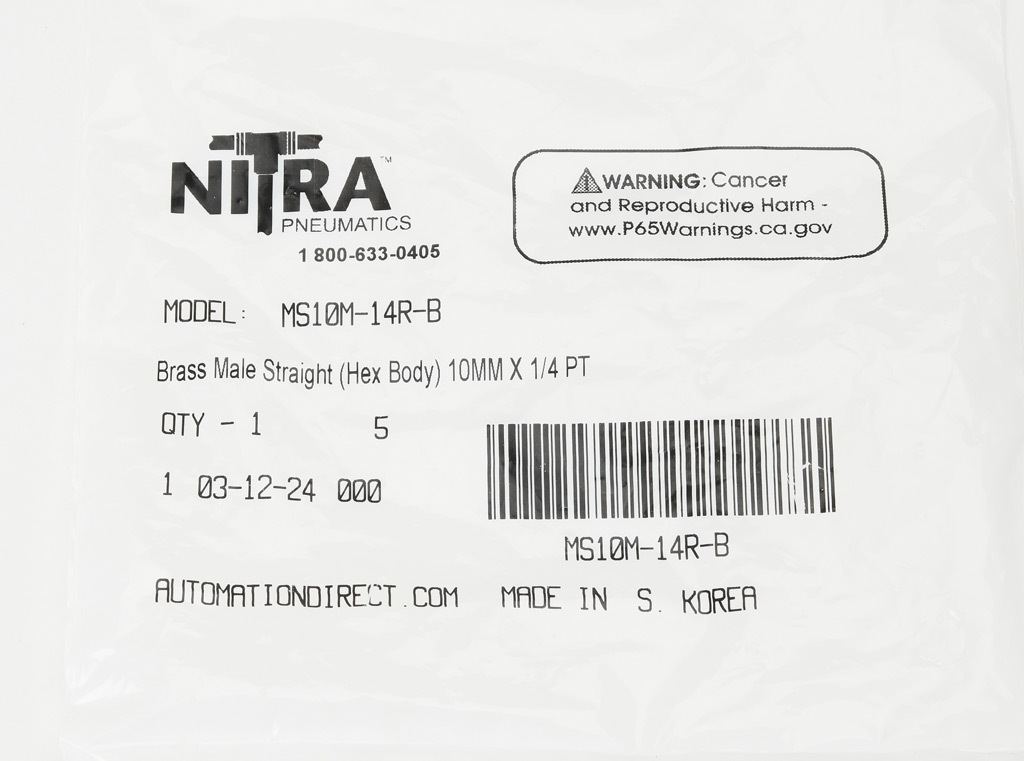 NITRA™
PNEUMATICS
1 800-633-0405
⚠WARNING: Cancer
and Reproductive Harm -
www.P65Warnings.ca.gov
MODEL: MS10M-14R-B
Brass Male Straight (Hex Body) 10MM X 1/4 PT
QTY - 1 5
1 03-12-24 000
MS10M-14R-B
AUTOMATIONDIRECT.COM MADE IN S. KOREA